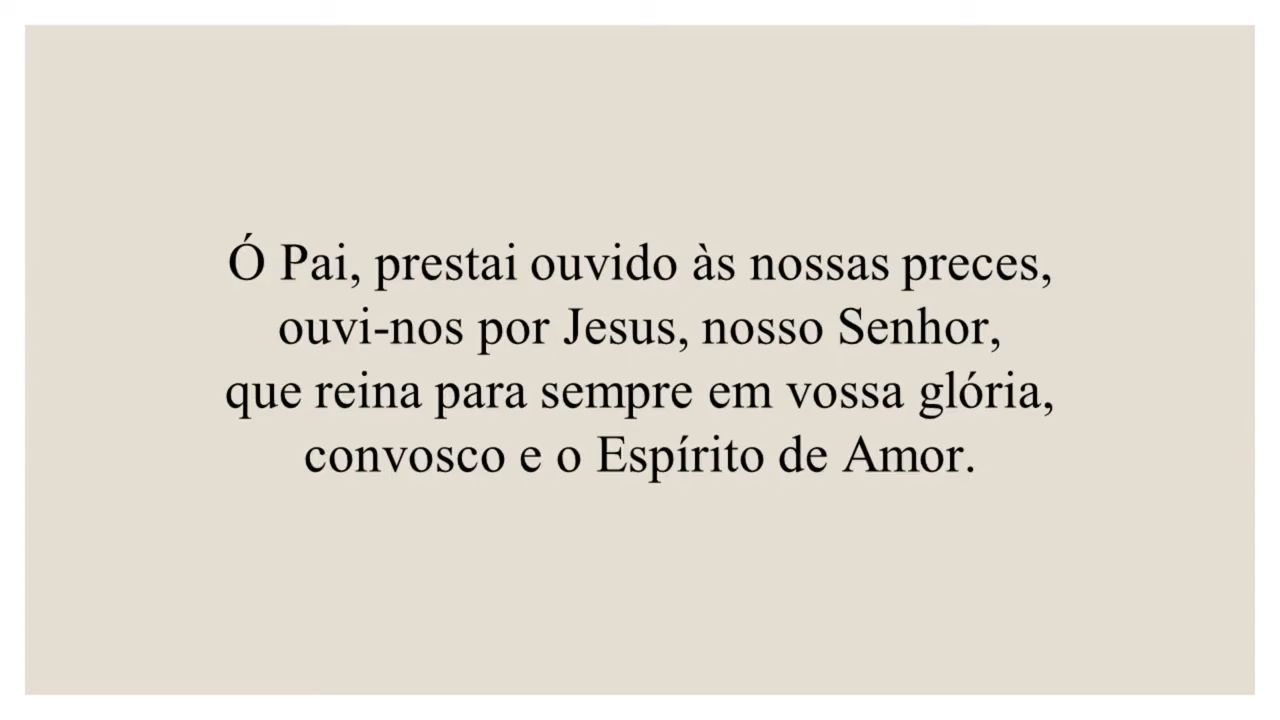 Ó Pai, prestai ouvido às nossas preces,
ouvi-nos por Jesus, nosso Senhor,
que reina para sempre em vossa glória,
convosco e o Espírito de Amor.